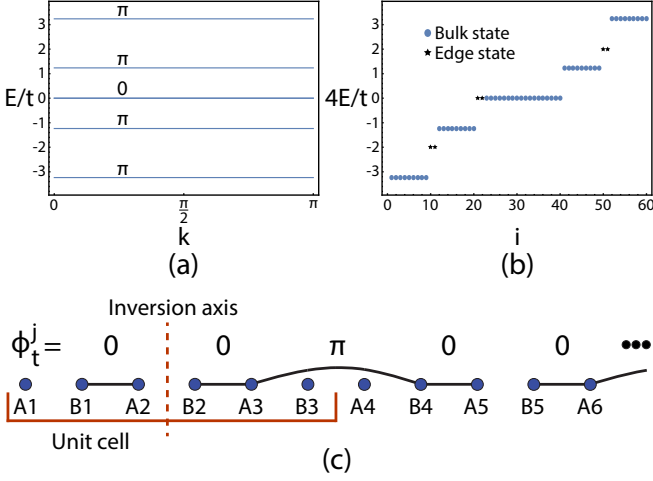 3
2
1
E/t 0
-1
-2
-3
π
π
0
π
π
0
π/2
π
k
(a)
3
2
1
4E/t 0
-1
-2
-3
Bulk state
Edge state
0 10 20 30 40 50 60
i
(b)
Inversion axis
ϕ_t^j = 0 0 π 0 0 •••
A1 B1 A2 B2 A3 B3 A4 B4 A5 B5 A6
Unit cell
(c)